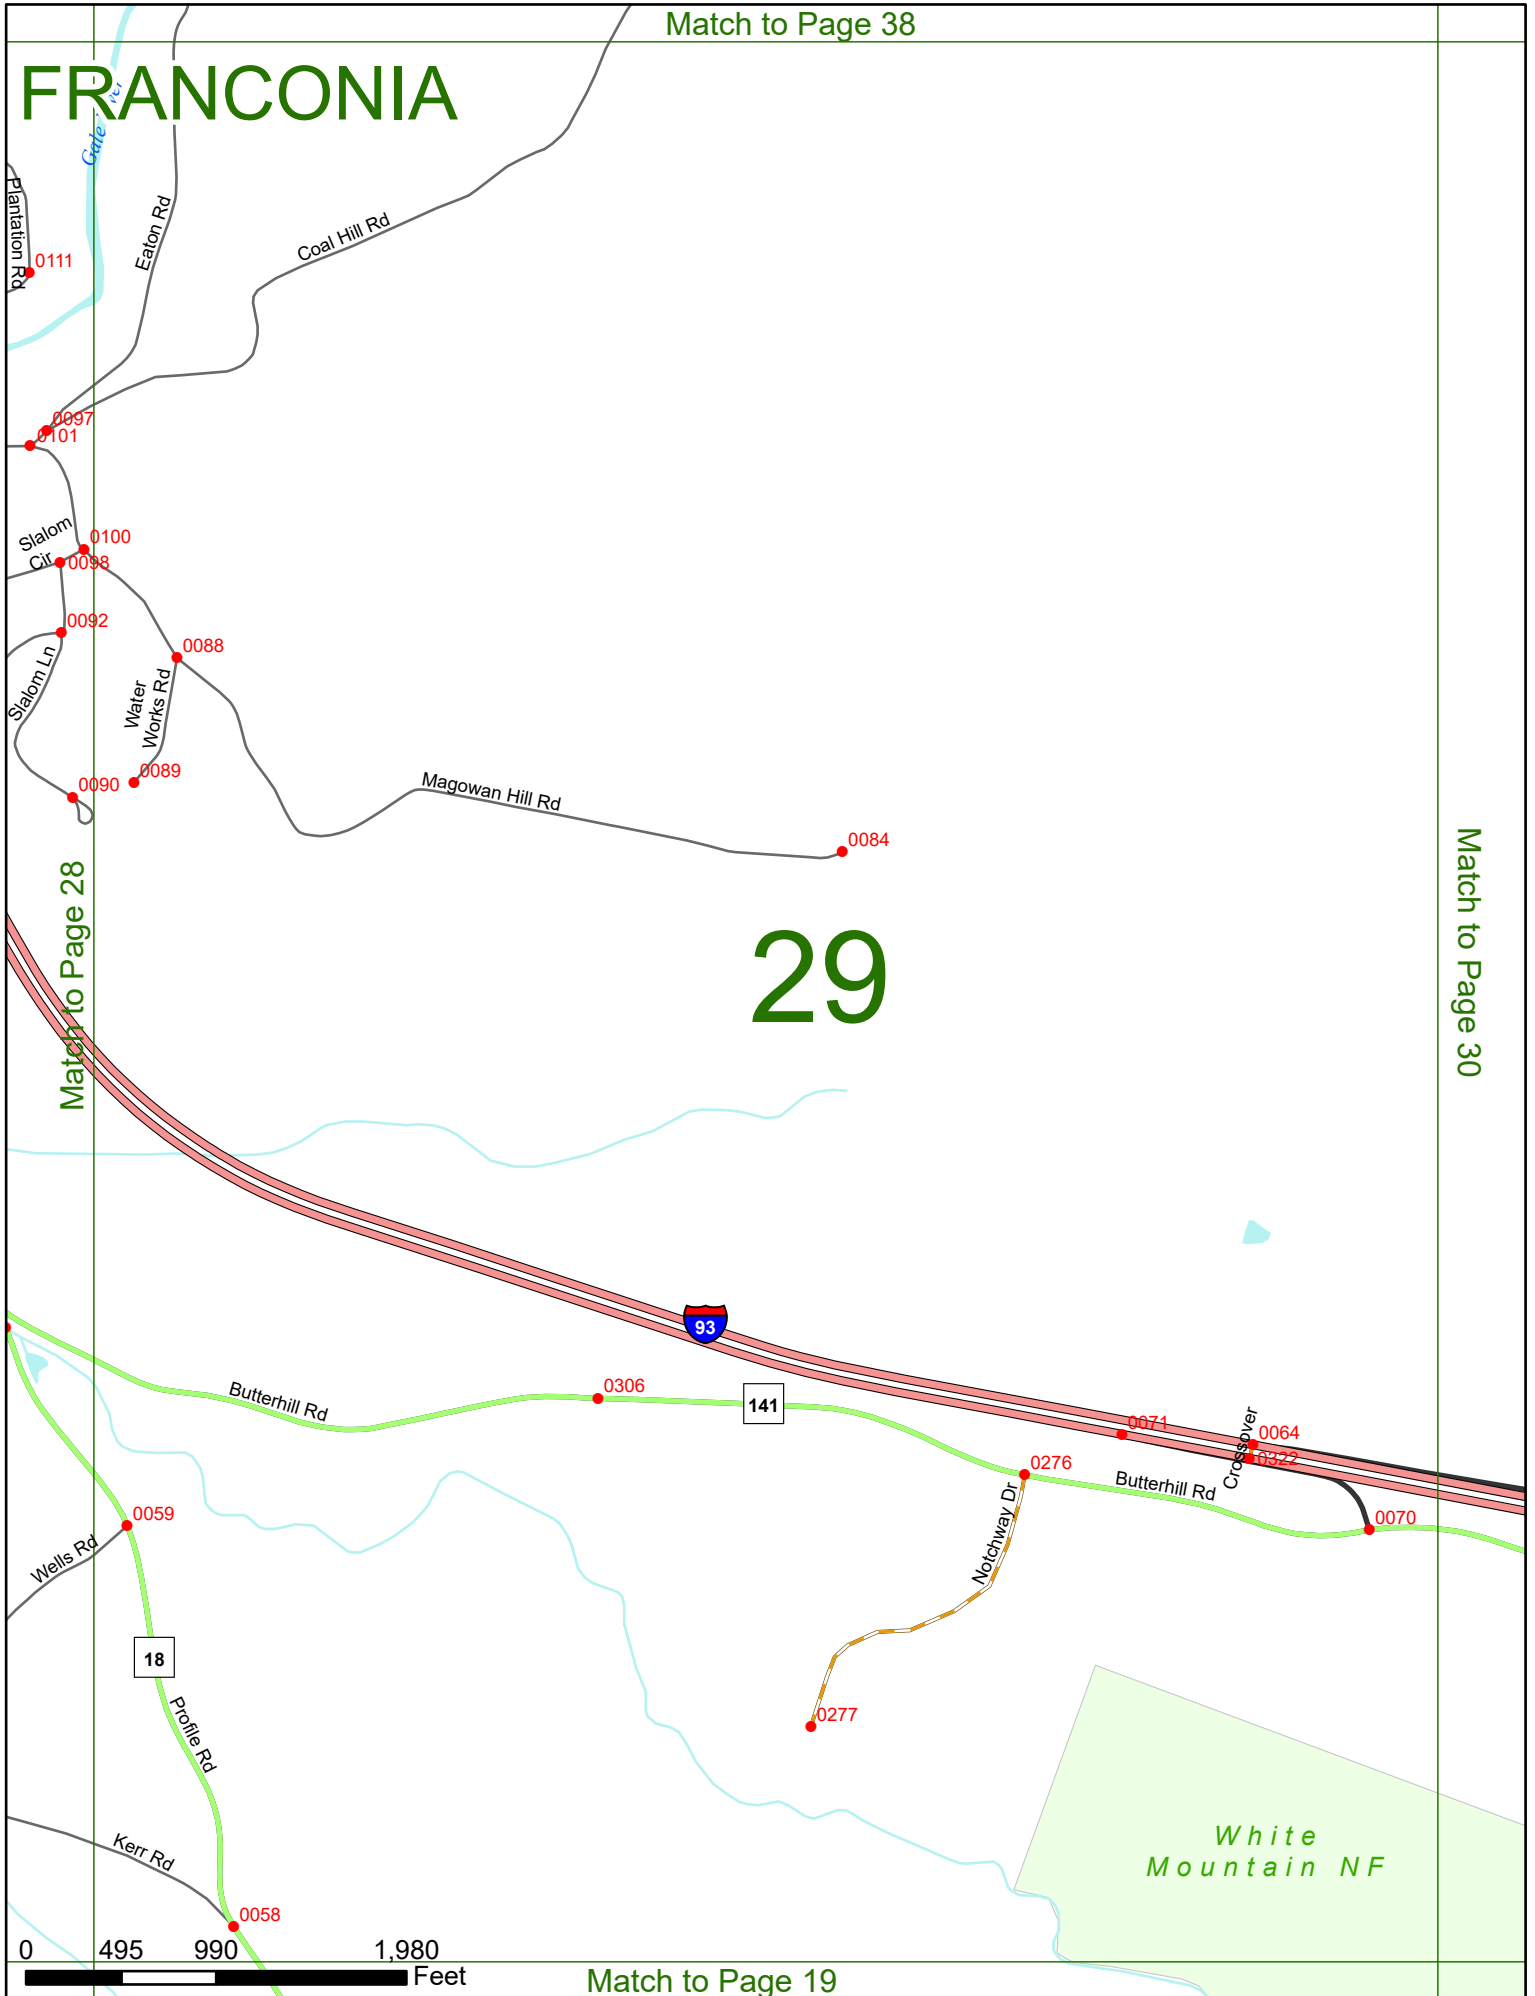 Match to Page 38
FRANCONIA
Gale River
Plantation Rd
0111
Eaton Rd
Coal Hill Rd
0097
0101
Slalom
Cir
0100
0098
0092
0088
Slalom Ln
Water
Works Rd
0090
0089
Magowan Hill Rd
0084
Match to Page 28
29
Match to Page 30
93
Butterhill Rd
0306
141
0071
Crossover
0064
0322
0276
Butterhill Rd
0070
0059
Wells Rd
Notchway Dr
18
Profile Rd
0277
White
Mountain NF
Kerr Rd
0058
0 495 990 1,980
Feet
Match to Page 19